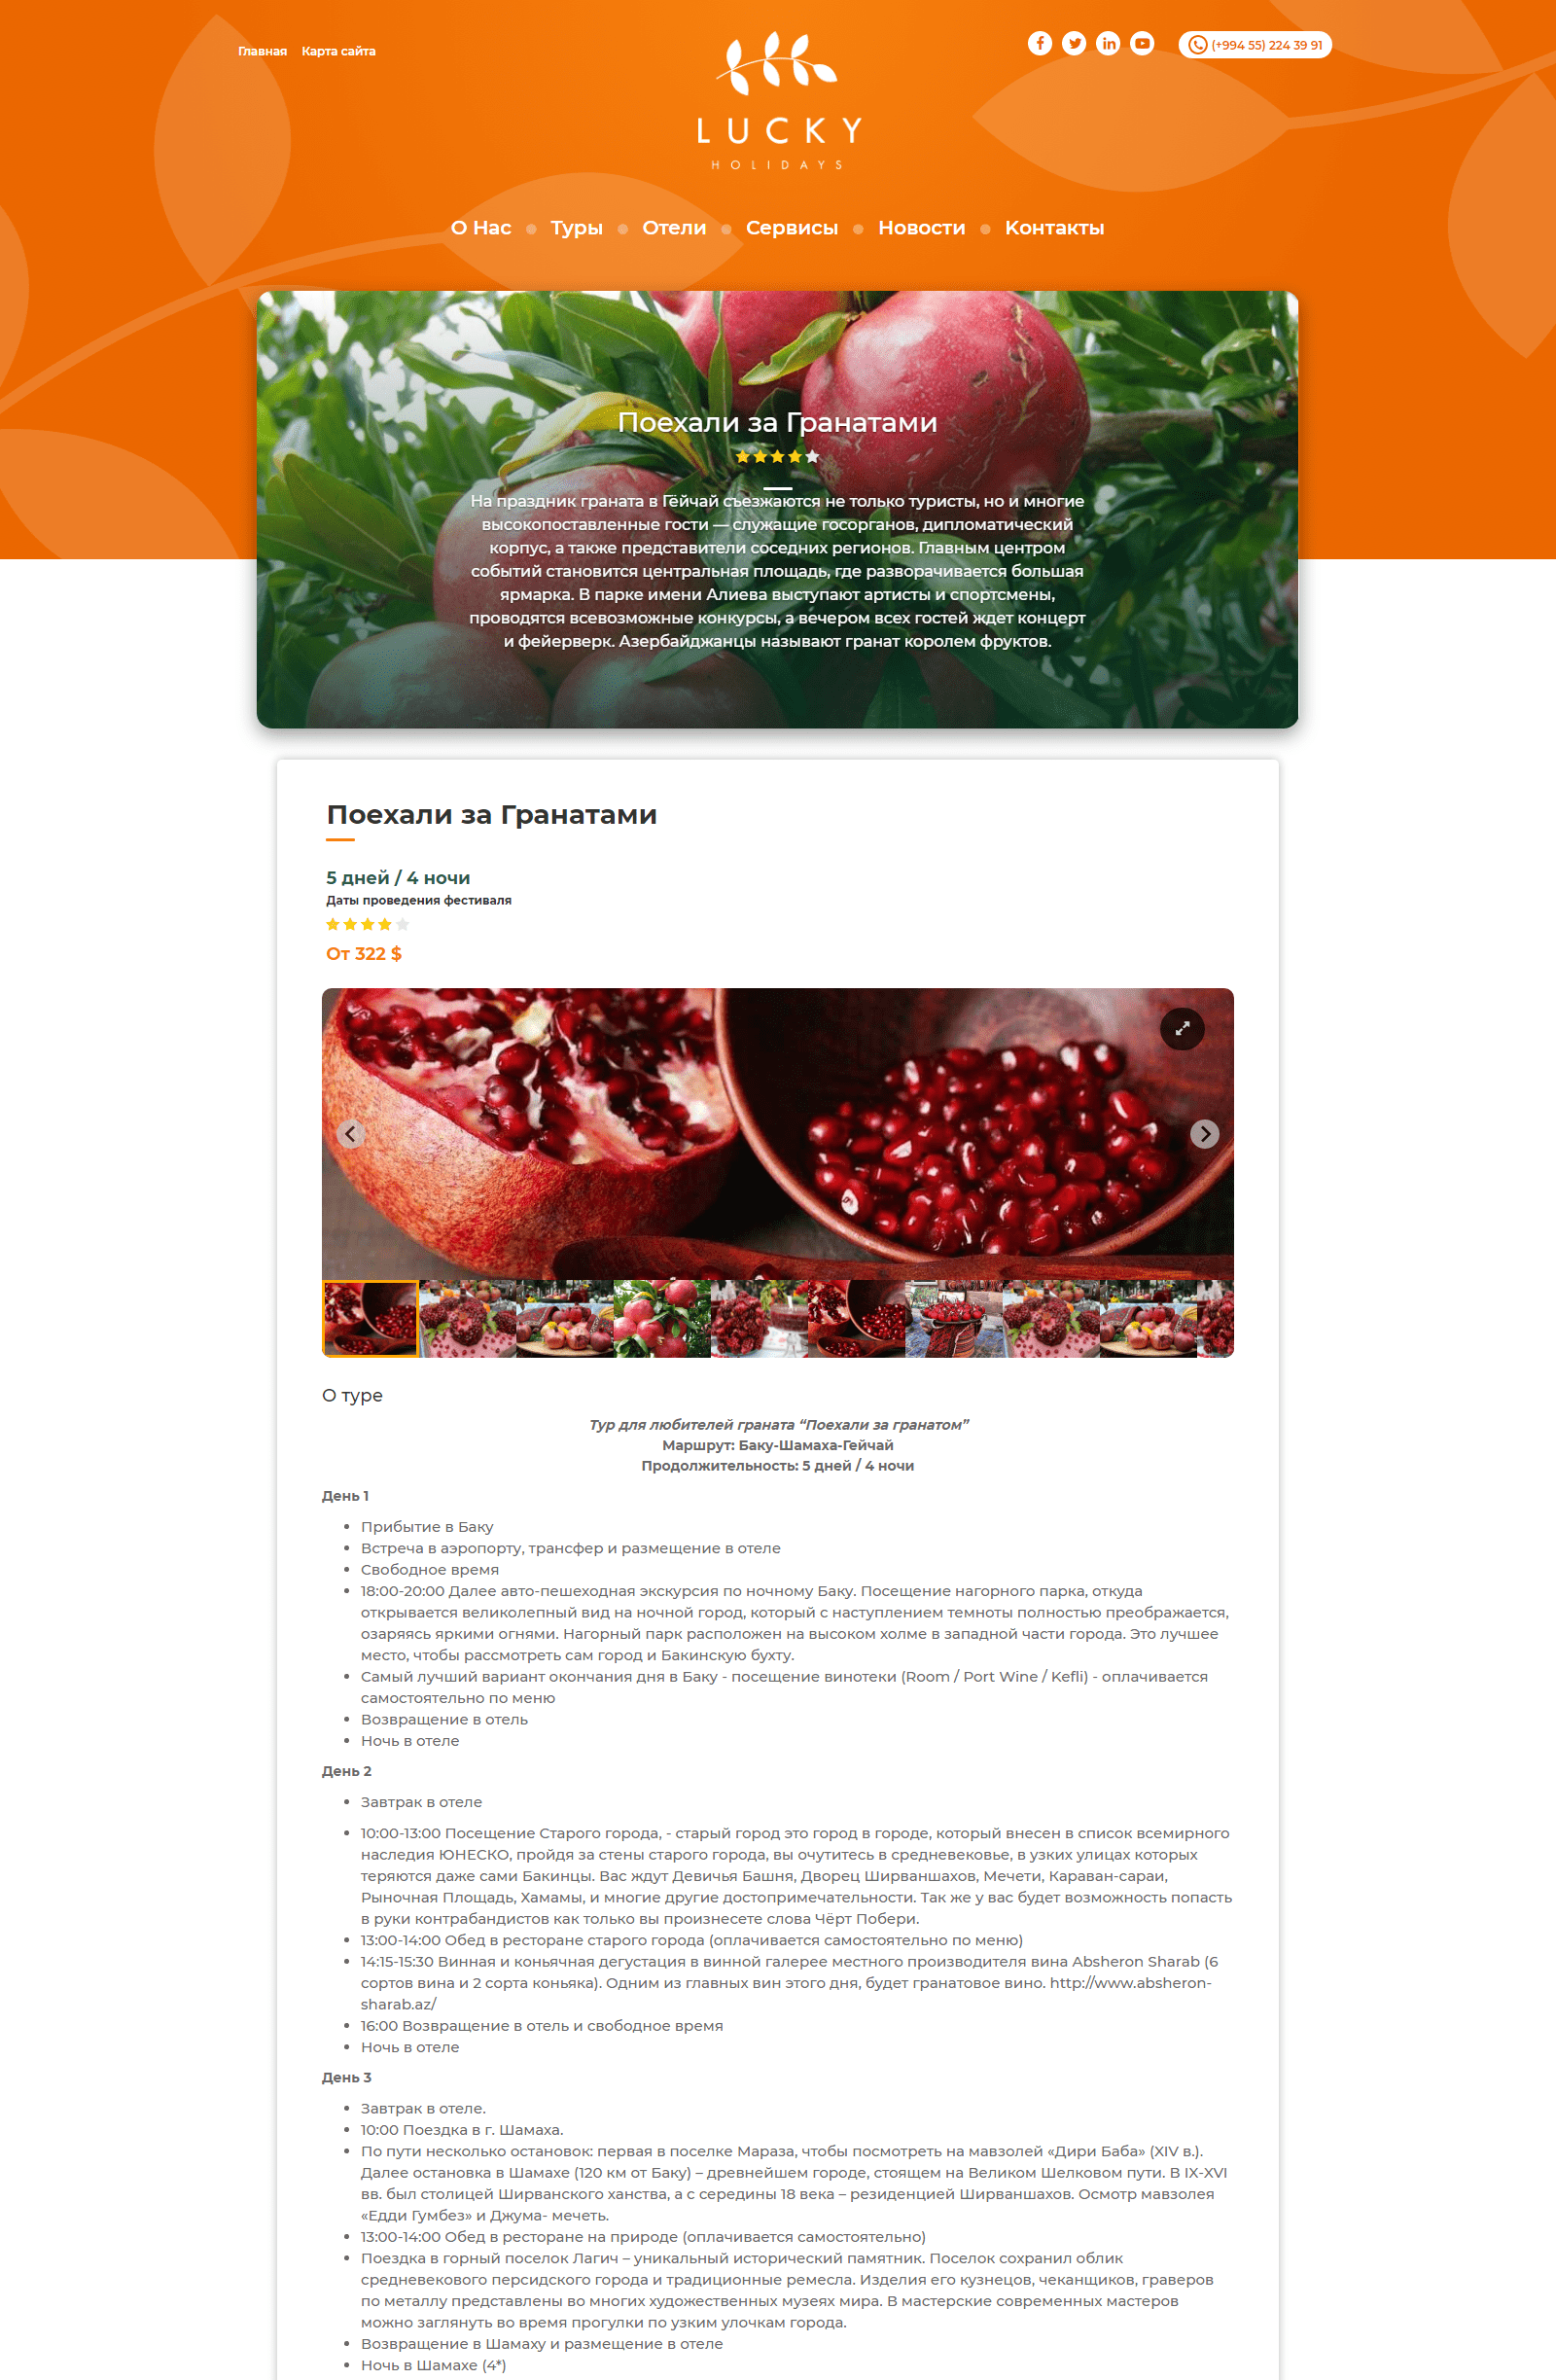 Главная Карта сайта
(+994 55) 224 39 91
LUCKY
HOLIDAYS
О Нас Туры Отели Сервисы Новости Контакты
Поехали за Гранатами
На праздник граната в Гёйчай съезжаются не только туристы, но и многие
высокопоставленные гости — служащие госорганов, дипломатический
корпус, а также представители соседних регионов. Главным центром
событий становится центральная площадь, где разворачивается большая
ярмарка. В парке имени Алиева выступают артисты и спортсмены,
проводятся всевозможные конкурсы, а вечером всех гостей ждет концерт
и фейерверк. Азербайджанцы называют гранат королем фруктов.
Поехали за Гранатами
5 дней / 4 ночи
Даты проведения фестиваля
От 322 $
О туре
Тур для любителей граната “Поехали за гранатом”
Маршрут: Баку-Шамаха-Гейчай
Продолжительность: 5 дней / 4 ночи
День 1
Прибытие в Баку
Встреча в аэропорту, трансфер и размещение в отеле
Свободное время
18:00-20:00 Далее авто-пешеходная экскурсия по ночному Баку. Посещение нагорного парка, откуда
открывается великолепный вид на ночной город, который с наступлением темноты полностью преображается,
озаряясь яркими огнями. Нагорный парк расположен на высоком холме в западной части города. Это лучшее
место, чтобы рассмотреть сам город и Бакинскую бухту.
Самый лучший вариант окончания дня в Баку - посещение винотеки (Room / Port Wine / Kefli) - оплачивается
самостоятельно по меню
Возвращение в отель
Ночь в отеле
День 2
Завтрак в отеле
10:00-13:00 Посещение Старого города, - старый город это город в городе, который внесен в список всемирного
наследия ЮНЕСКО, пройдя за стены старого города, вы очутитесь в средневековье, в узких улицах которых
теряются даже сами Бакинцы. Вас ждут Девичья Башня, Дворец Ширваншахов, Мечети, Караван-сараи,
Рыночная Площадь, Хамамы, и многие другие достопримечательности. Так же у вас будет возможность попасть
в руки контрабандистов как только вы произнесете слова Чёрт Побери.
13:00-14:00 Обед в ресторане старого города (оплачивается самостоятельно по меню)
14:15-15:30 Винная и коньячная дегустация в винной галерее местного производителя вина Absheron Sharab (6
сортов вина и 2 сорта коньяка). Одним из главных вин этого дня, будет гранатовое вино. http://www.absheron-
sharab.az/
16:00 Возвращение в отель и свободное время
Ночь в отеле
День 3
Завтрак в отеле.
10:00 Поездка в г. Шамаха.
По пути несколько остановок: первая в поселке Мараза, чтобы посмотреть на мавзолей «Дири Баба» (XIV в.).
Далее остановка в Шамахе (120 км от Баку) – древнейшем городе, стоящем на Великом Шелковом пути. В IX-XVI
вв. был столицей Ширванского ханства, а с середины 18 века – резиденцией Ширваншахов. Осмотр мавзолея
«Едди Гумбез» и Джума- мечеть.
13:00-14:00 Обед в ресторане на природе (оплачивается самостоятельно)
Поездка в горный поселок Лагич – уникальный исторический памятник. Поселок сохранил облик
средневекового персидского города и традиционные ремесла. Изделия его кузнецов, чеканщиков, граверов
по металлу представлены во многих художественных музеях мира. В мастерские современных мастеров
можно заглянуть во время прогулки по узким улочкам города.
Возвращение в Шамаху и размещение в отеле
Ночь в Шамахе (4*)